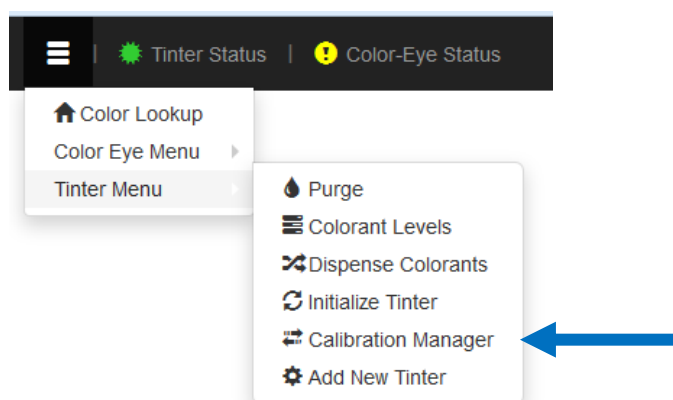 Tinter Status | Color-Eye Status
Color Lookup
Color Eye Menu
Tinter Menu
Purge
Colorant Levels
Dispense Colorants
Initialize Tinter
Calibration Manager
Add New Tinter